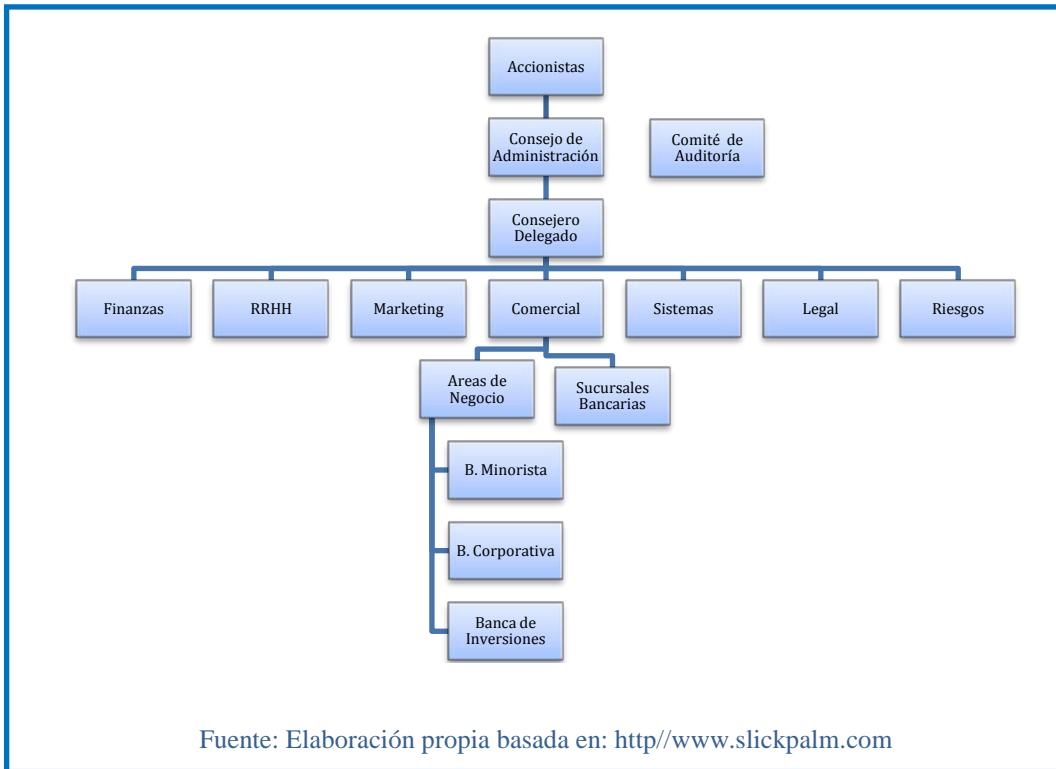 Accionistas
Consejo de
Administración
Comité de
Auditoría
Consejero
Delegado
Finanzas
RRHH
Marketing
Comercial
Sistemas
Legal
Riesgos
Areas de
Negocio
Sucursales
Bancarias
B. Minorista
B. Corporativa
Banca de
Inversiones
Fuente: Elaboración propia basada en: http//www.slickpalm.com